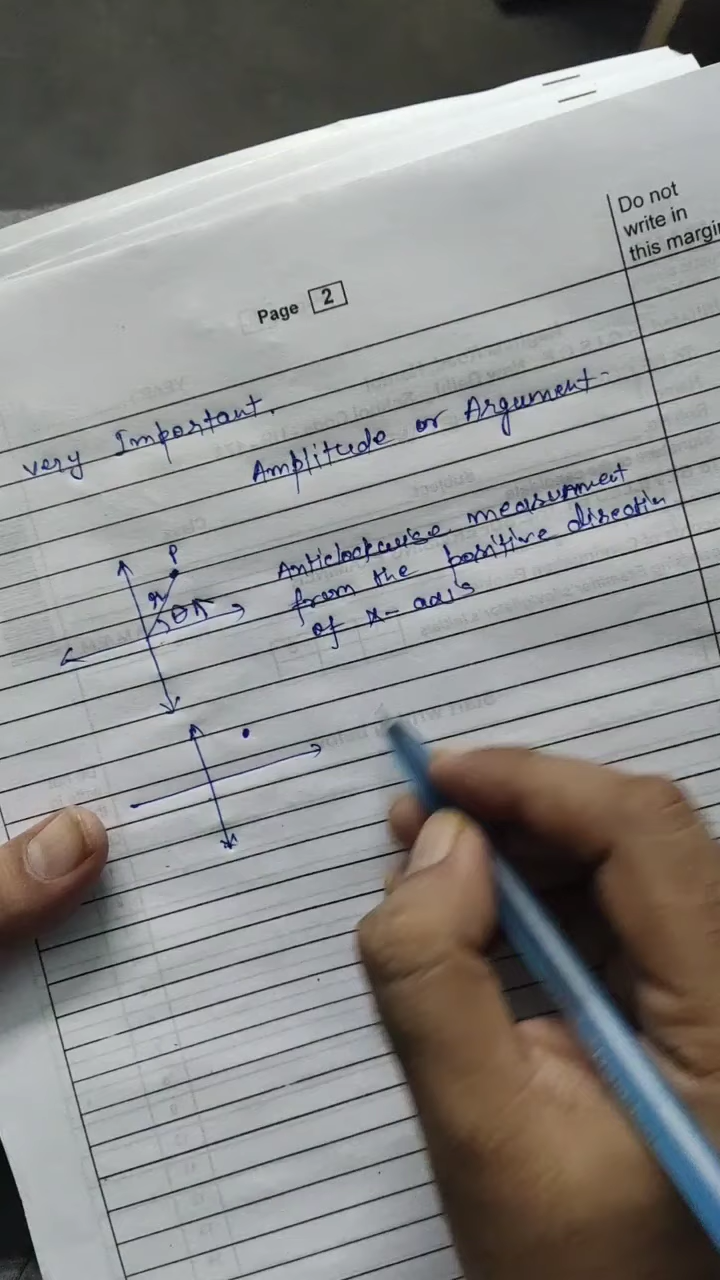 Do not
write in
this margin
Page 2
very Important.
Amplitude or Argument-
P
r
θ
Anticlockwise measurment
from the positive direction
of x-axis